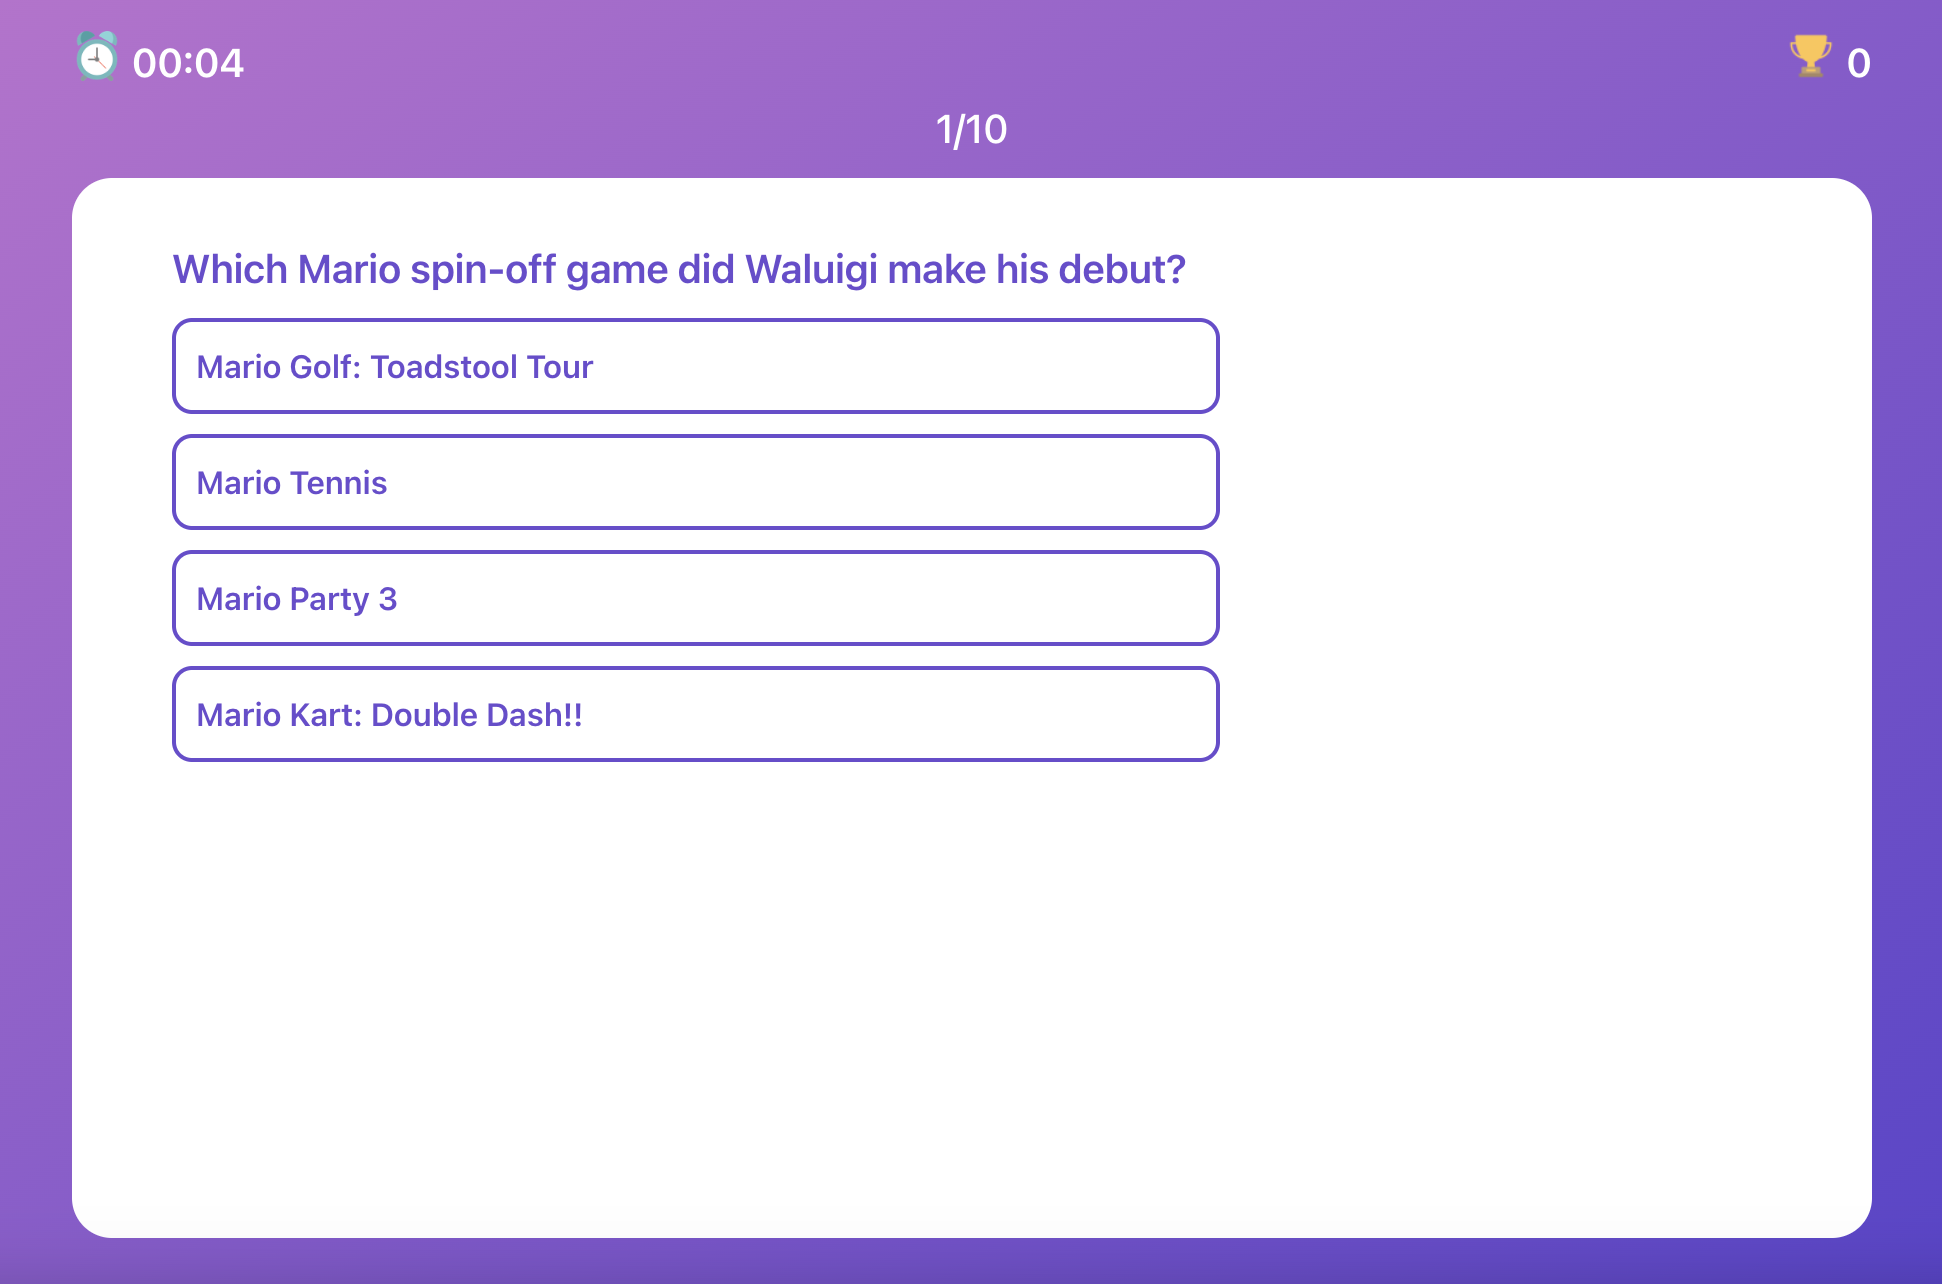 00:04
0
1/10
Which Mario spin-off game did Waluigi make his debut?
Mario Golf: Toadstool Tour
Mario Tennis
Mario Party 3
Mario Kart: Double Dash!!